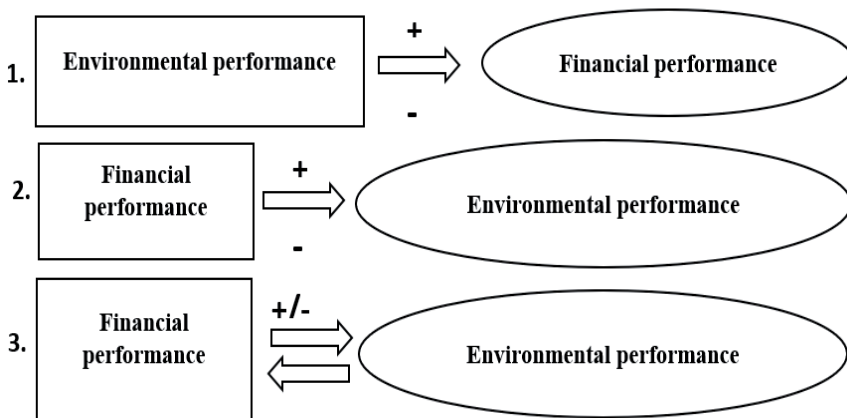 1. Environmental performance + - Financial performance
2. Financial
performance + - Environmental performance
3. Financial
performance +/- Environmental performance